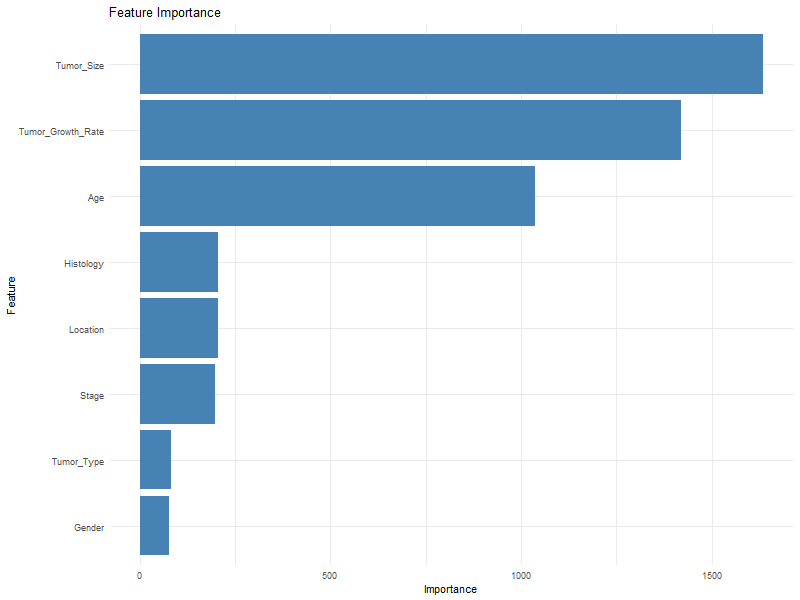 Feature Importance
Tumor_Size
Tumor_Growth_Rate
Age
Histology
Location
Stage
Tumor_Type
Gender
Feature
0 500 1000 1500
Importance